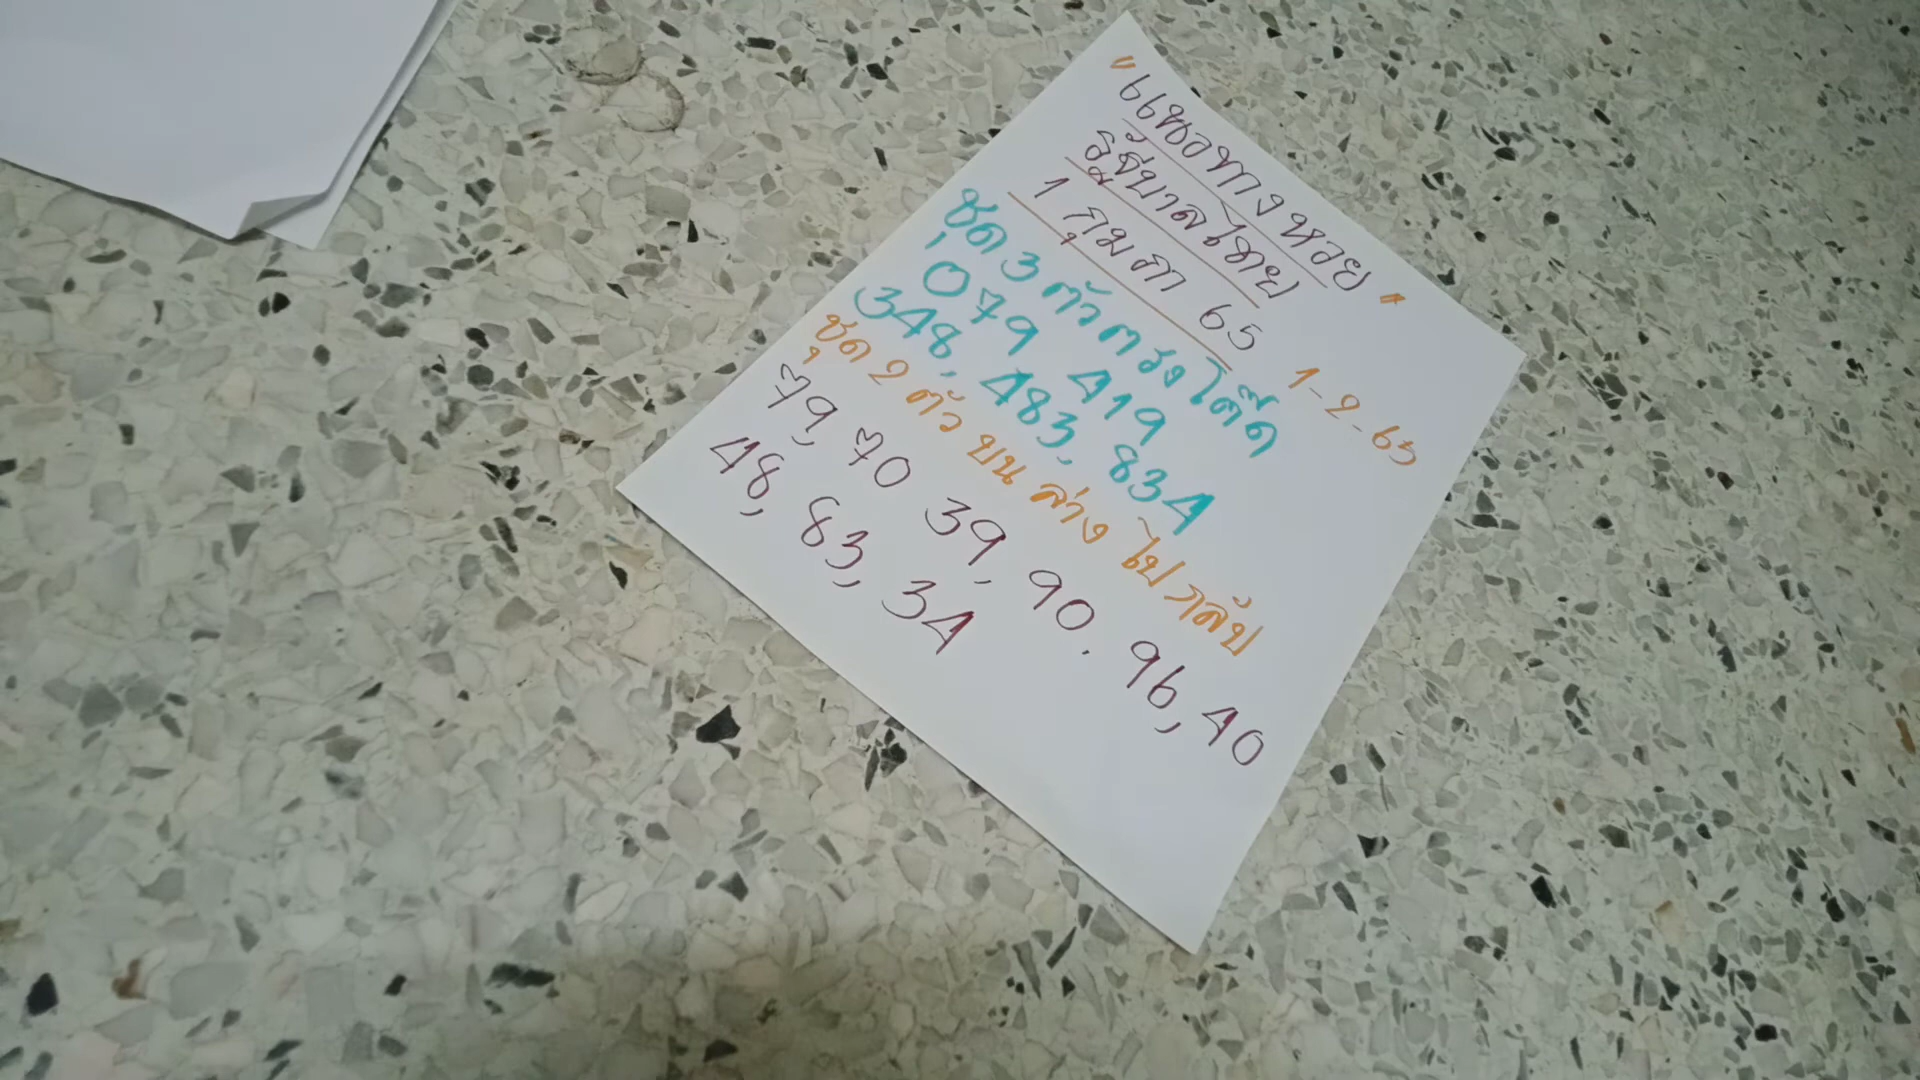 "แนวทางหวย"
รัฐบาลไทย
1 กุมภา 65
1-2-65
ชุด 3 ตัวตรงโต๊ด
079 419
348, 483, 834
ชุด 2 ตัว บน ล่าง ไป กลับ
79, 70 39, 90. 96, 40
48, 83, 34